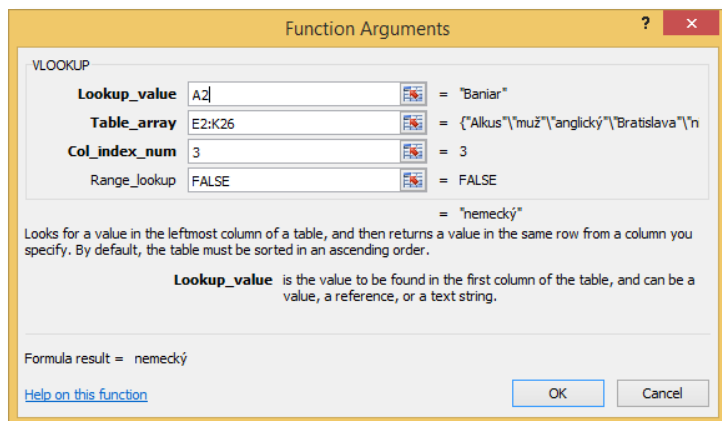 Function Arguments
VLOOKUP
Lookup_value A2 = "Baniar"
Table_array E2:K26 = {"Alkus"\"muž"\"anglický"\"Bratislava"\"n
Col_index_num 3 = 3
Range_lookup FALSE = FALSE
= "nemecký"
Looks for a value in the leftmost column of a table, and then returns a value in the same row from a column you
specify. By default, the table must be sorted in an ascending order.
Lookup_value is the value to be found in the first column of the table, and can be a
value, a reference, or a text string.
Formula result = nemecký
Help on this function OK Cancel